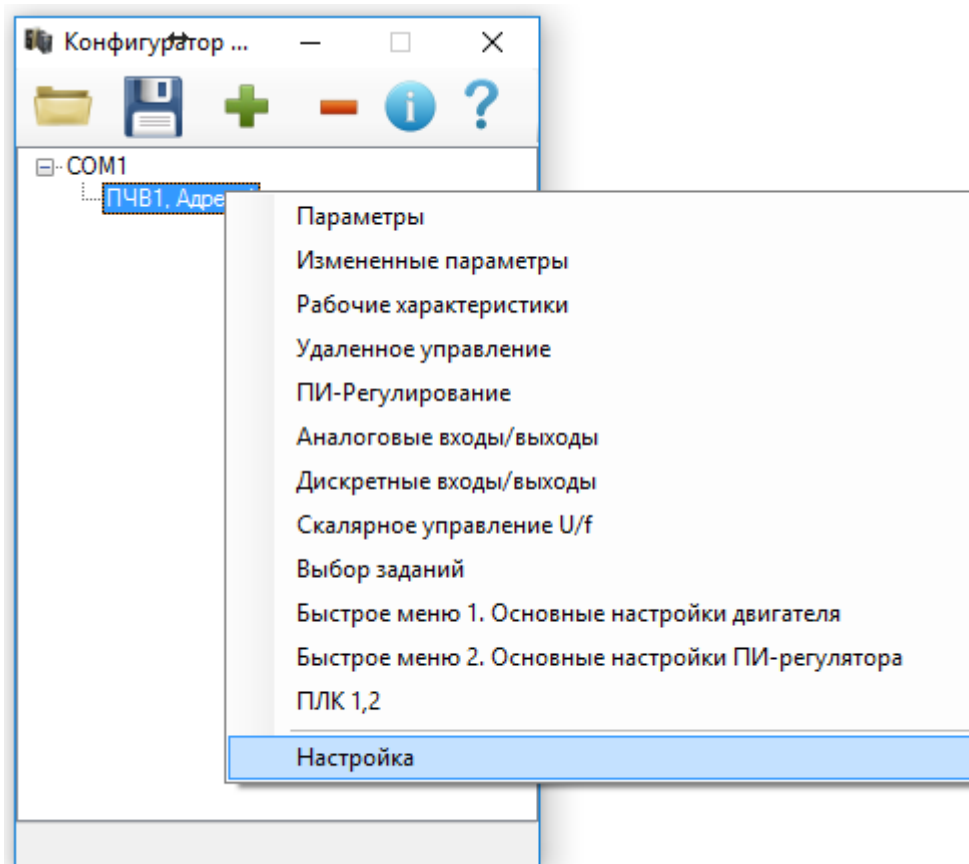 Конфигуратор ...
COM1
ПЧВ1, Адре
Параметры
Измененные параметры
Рабочие характеристики
Удаленное управление
ПИ-Регулирование
Аналоговые входы/выходы
Дискретные входы/выходы
Скалярное управление U/f
Выбор заданий
Быстрое меню 1. Основные настройки двигателя
Быстрое меню 2. Основные настройки ПИ-регулятора
ПЛК 1,2
Настройка